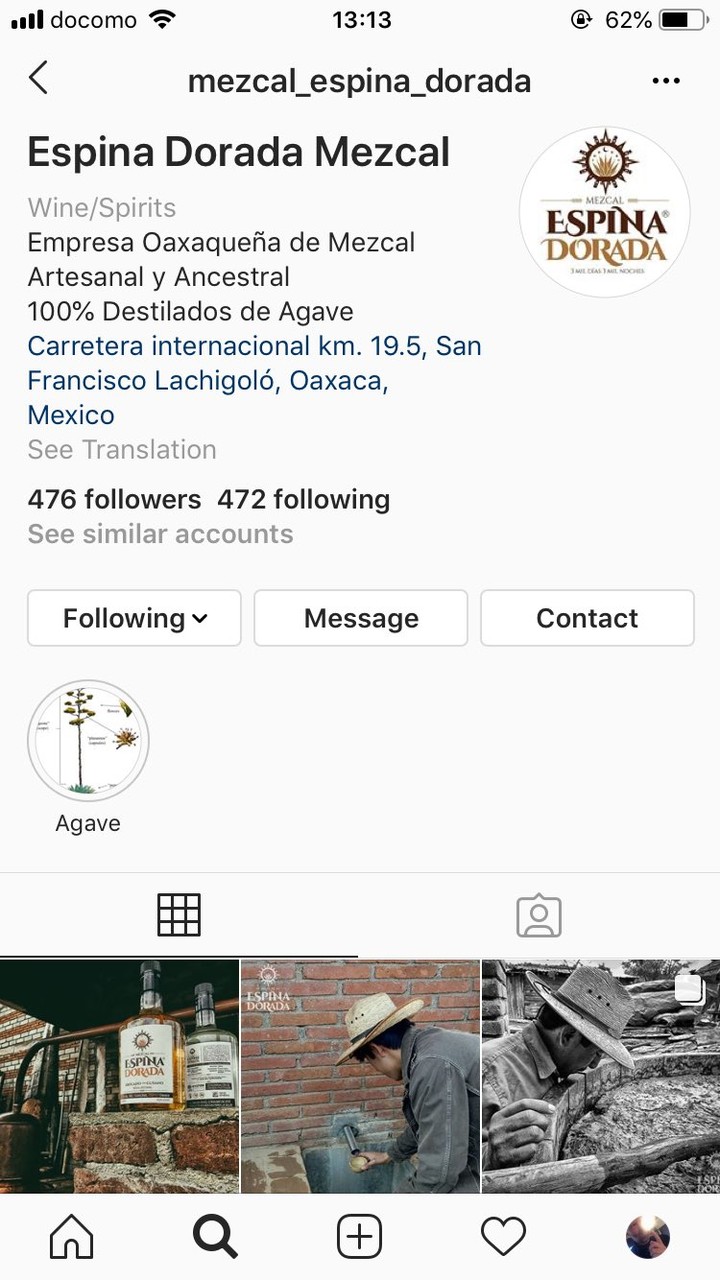 docomo
13:13
62%
mezcal_espina_dorada
Espina Dorada Mezcal
Wine/Spirits
Empresa Oaxaqueña de Mezcal
Artesanal y Ancestral
100% Destilados de Agave
Carretera internacional km. 19.5, San
Francisco Lachigoló, Oaxaca,
Mexico
See Translation
476 followers 472 following
See similar accounts
MEZCAL
ESPINA®
DORADA
3 MIL DÍAS 3 MIL NOCHES
Following
Message
Contact
Agave
ESPINA
DORADA
ESPINA
DORADA